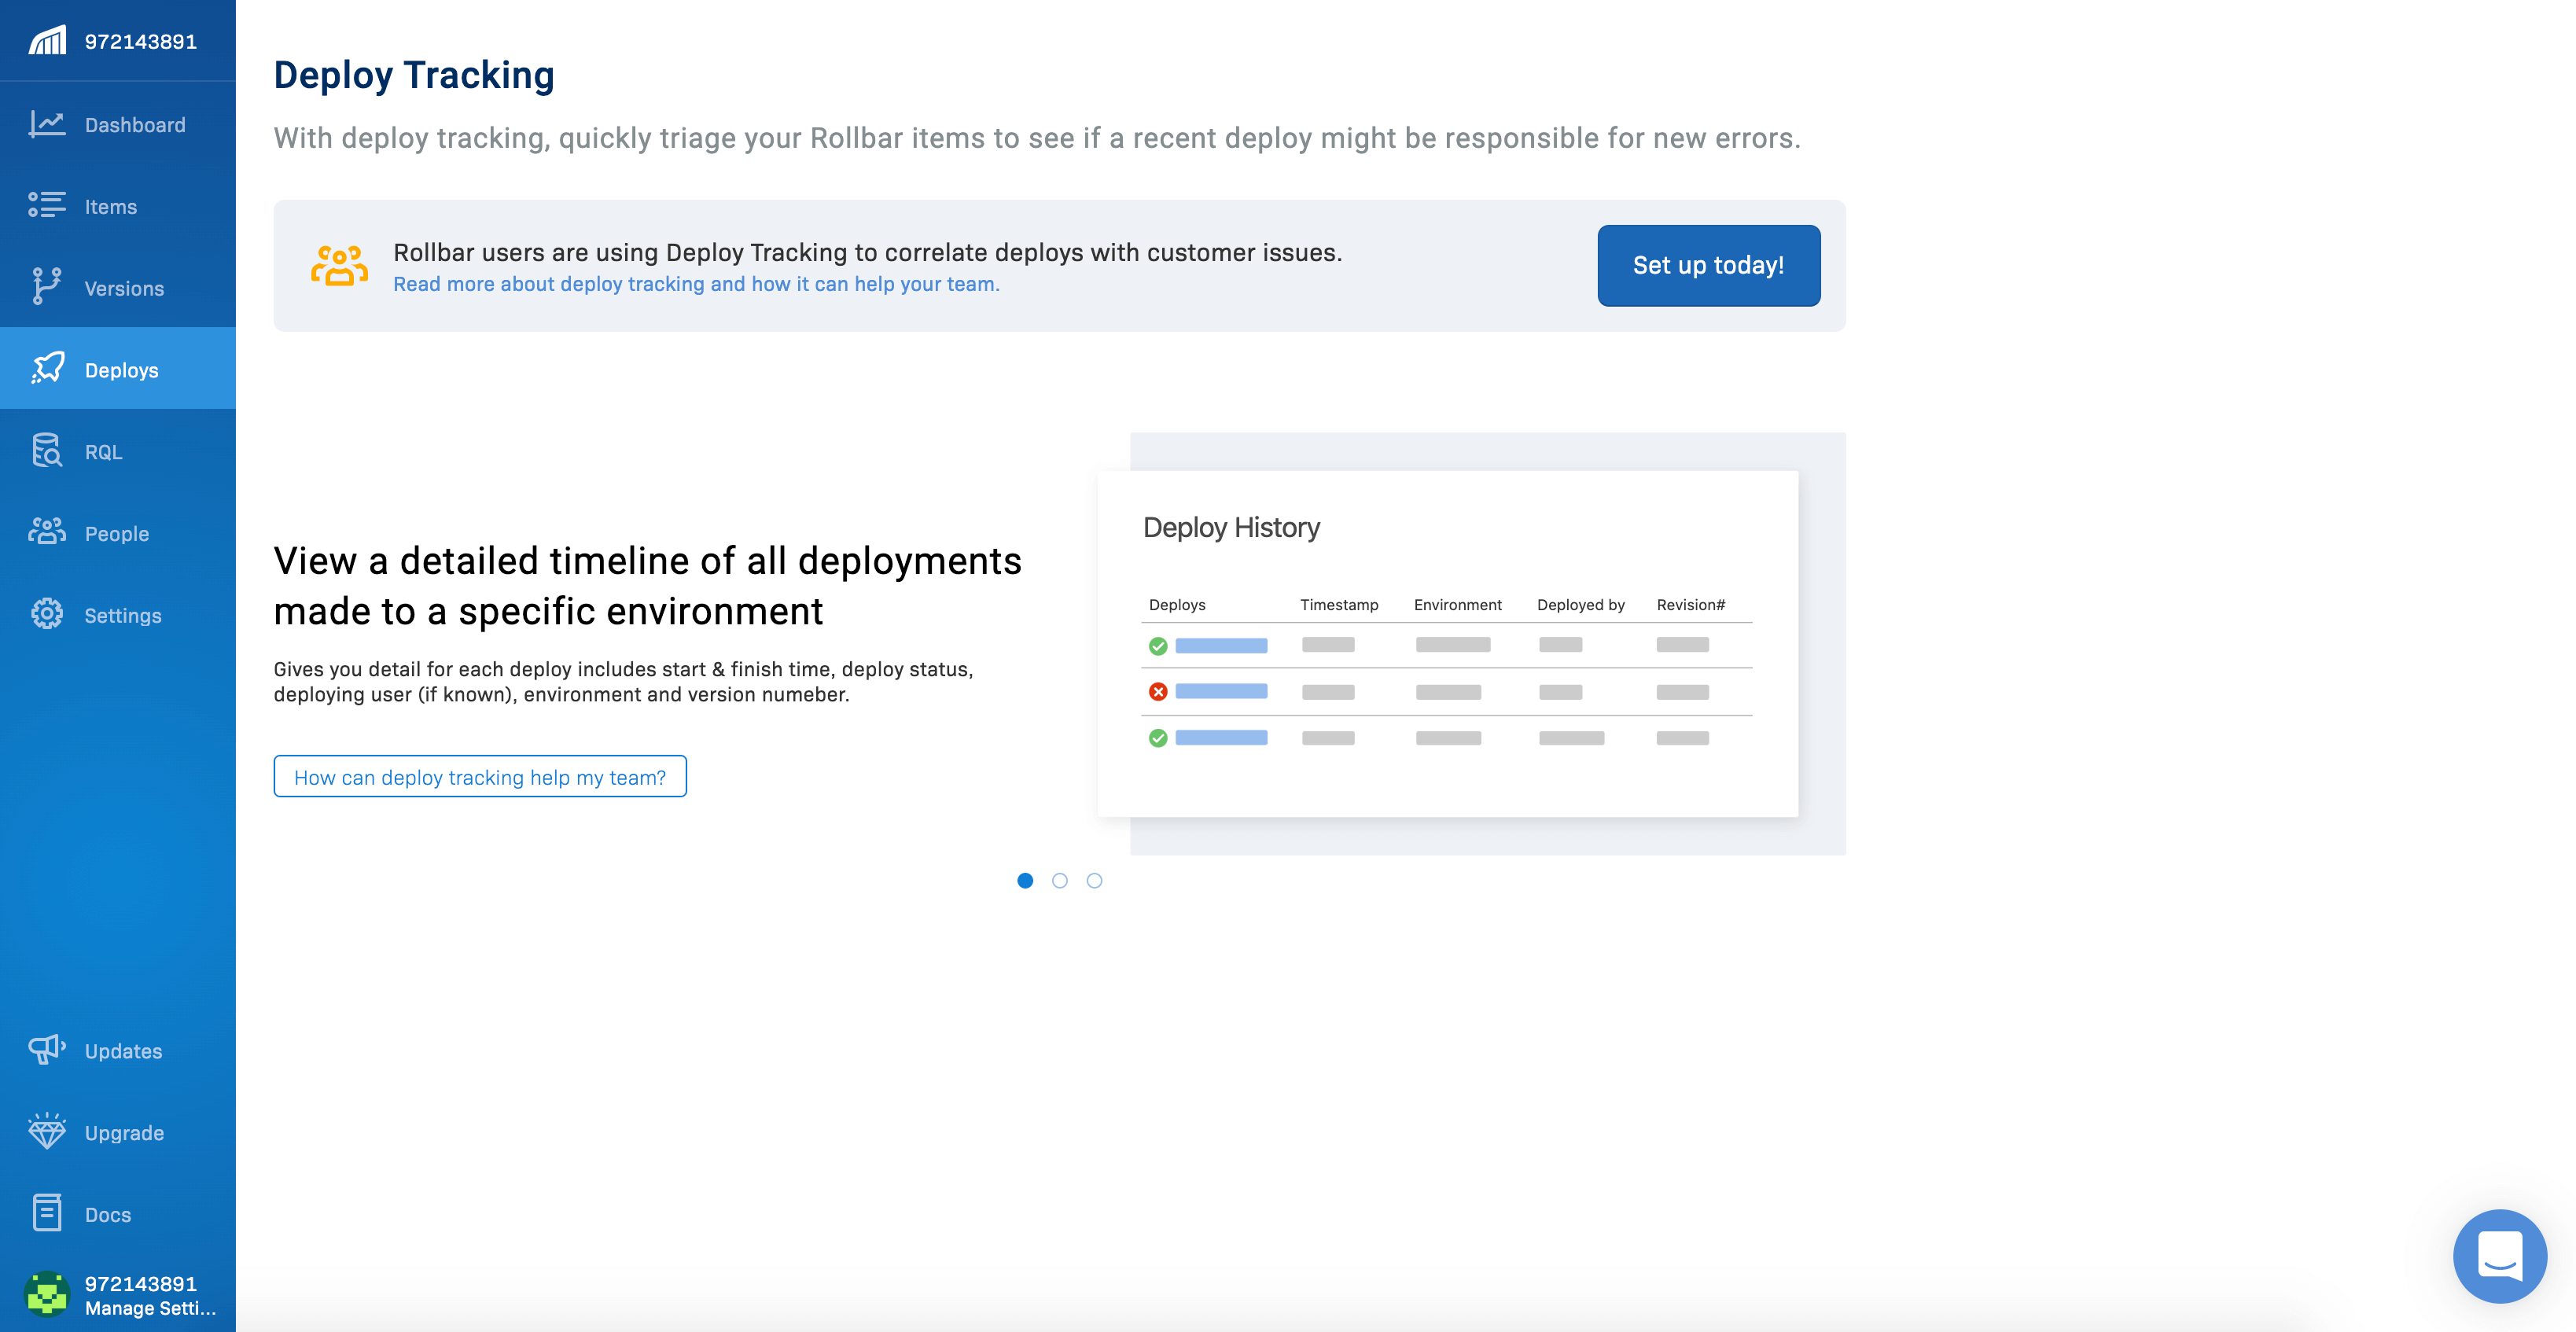 972143891
Dashboard
Items
Versions
Deploys
RQL
People
Settings
Updates
Upgrade
Docs
972143891
Manage Setti...
Deploy Tracking
With deploy tracking, quickly triage your Rollbar items to see if a recent deploy might be responsible for new errors.
Rollbar users are using Deploy Tracking to correlate deploys with customer issues.
Read more about deploy tracking and how it can help your team.
Set up today!
View a detailed timeline of all deployments
made to a specific environment
Gives you detail for each deploy includes start & finish time, deploy status,
deploying user (if known), environment and version numeber.
How can deploy tracking help my team?
Deploy History
Deploys Timestamp Environment Deployed by Revision#